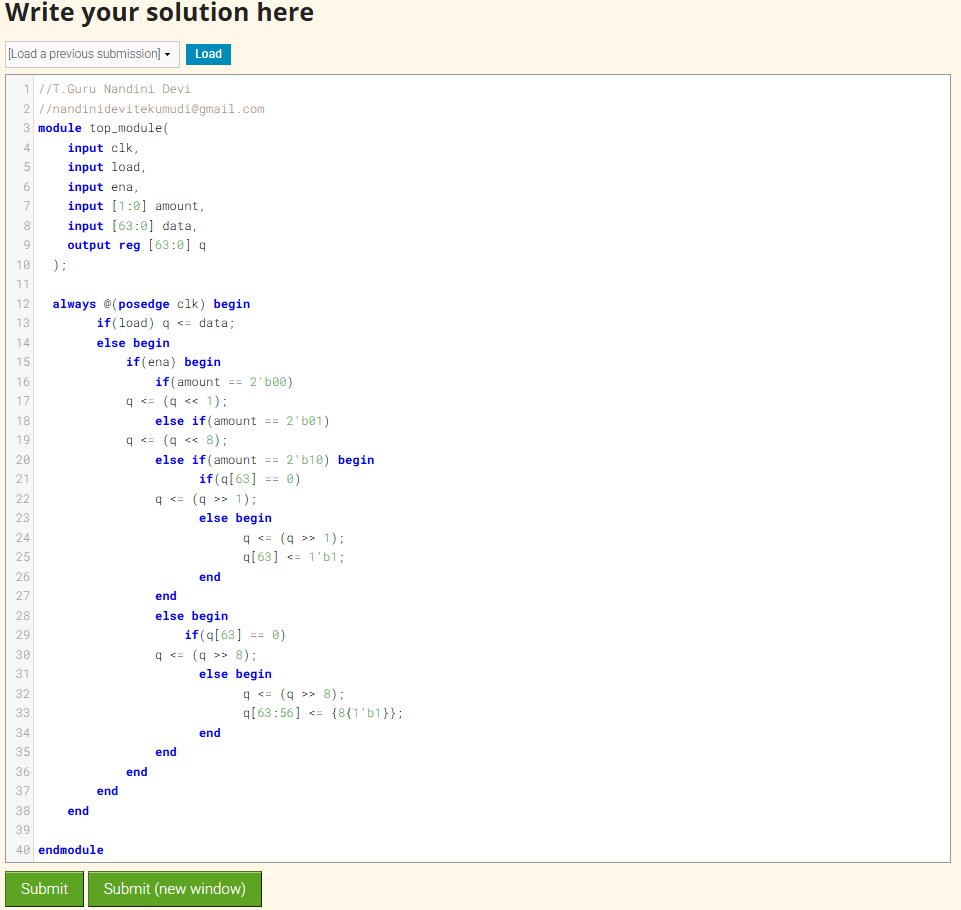 Write your solution here
[Load a previous submission] Load
1 //T.Guru Nandini Devi
2 //nandinidevitekumudi@gmail.com
3 module top_module(
4     input clk,
5     input load,
6     input ena,
7     input [1:0] amount,
8     input [63:0] data,
9     output reg [63:0] q
10   );
11
12   always @(posedge clk) begin
13         if(load) q <= data;
14         else begin
15             if(ena) begin
16                 if(amount == 2'b00)
17             q <= (q << 1);
18                 else if(amount == 2'b01)
19             q <= (q << 8);
20                 else if(amount == 2'b10) begin
21                       if(q[63] == 0)
22                 q <= (q >> 1);
23                       else begin
24                             q <= (q >> 1);
25                             q[63] <= 1'b1;
26                       end
27                 end
28                 else begin
29                     if(q[63] == 0)
30                 q <= (q >> 8);
31                       else begin
32                             q <= (q >> 8);
33                             q[63:56] <= {8{1'b1}};
34                       end
35                 end
36             end
37         end
38     end
39
40 endmodule
Submit Submit (new window)